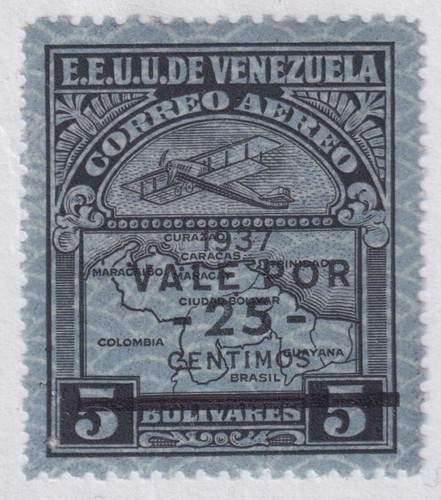 E.E.U.U. DE VENEZUELA
CORREO AEREO
CURAZAO
1937
CARACAS
TRINIDAD
MARACAIBO MARACAY
VALE POR
CIUDAD BOLIVAR
- 25 -
COLOMBIA
GUAYANA
CENTIMOS
BRASIL
5 BOLIVARES 5